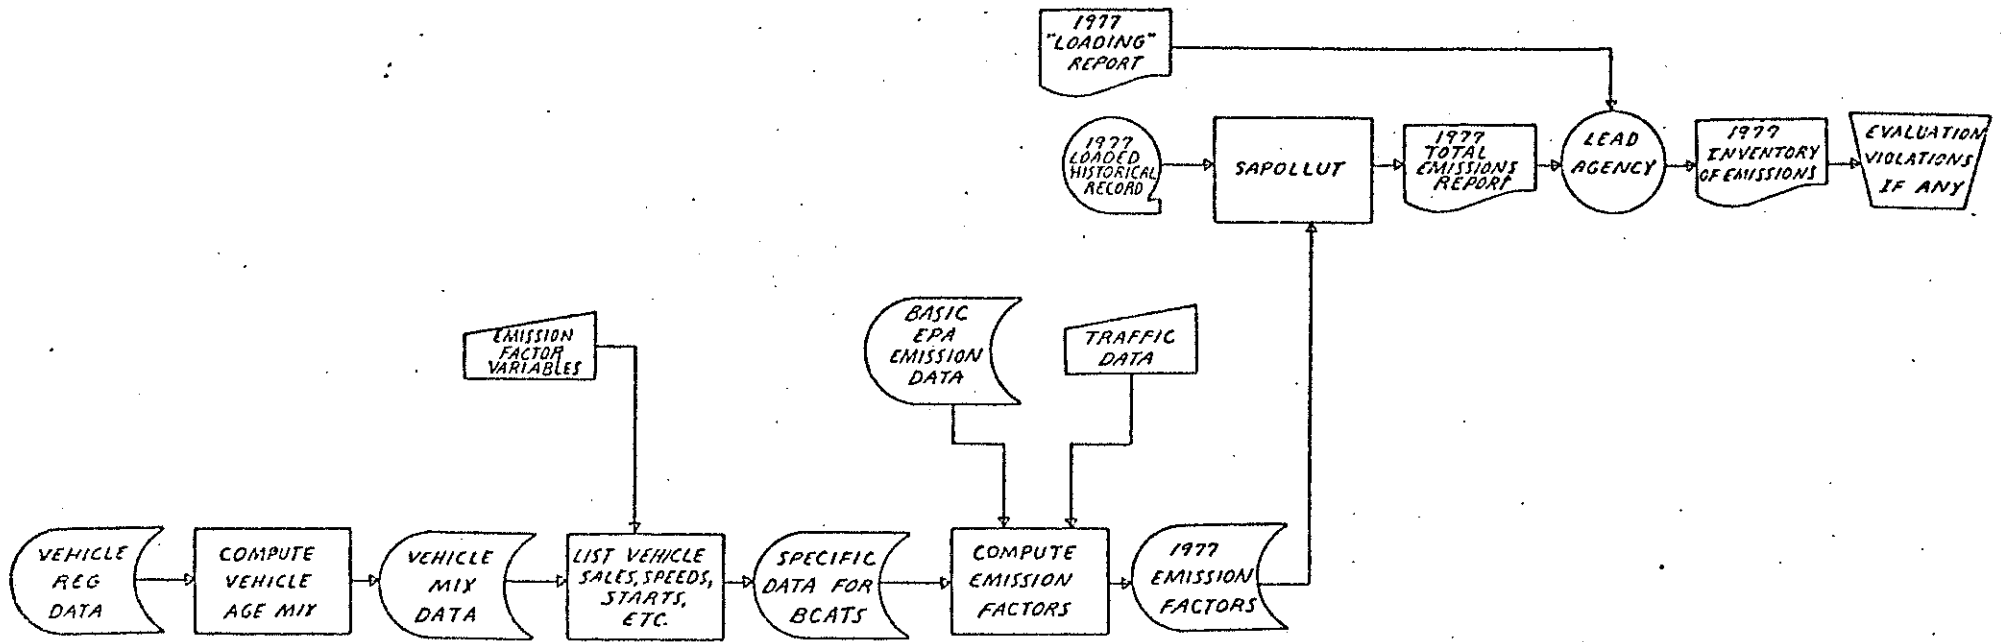 1977
"LOADING"
REPORT
1977
LOADED
HISTORICAL
RECORD
SAPOLLUT
1977
TOTAL
EMISSIONS
REPORT
LEAD
AGENCY
1977
INVENTORY
OF EMISSIONS
EVALUATION
VIOLATIONS
IF ANY
EMISSION
FACTOR
VARIABLES
BASIC
EPA
EMISSION
DATA
TRAFFIC
DATA
VEHICLE
REG
DATA
COMPUTE
VEHICLE
AGE MIX
VEHICLE
MIX
DATA
LIST VEHICLE
SALES, SPEEDS,
STARTS,
ETC.
SPECIFIC
DATA FOR
BCATS
COMPUTE
EMISSION
FACTORS
1977
EMISSION
FACTORS